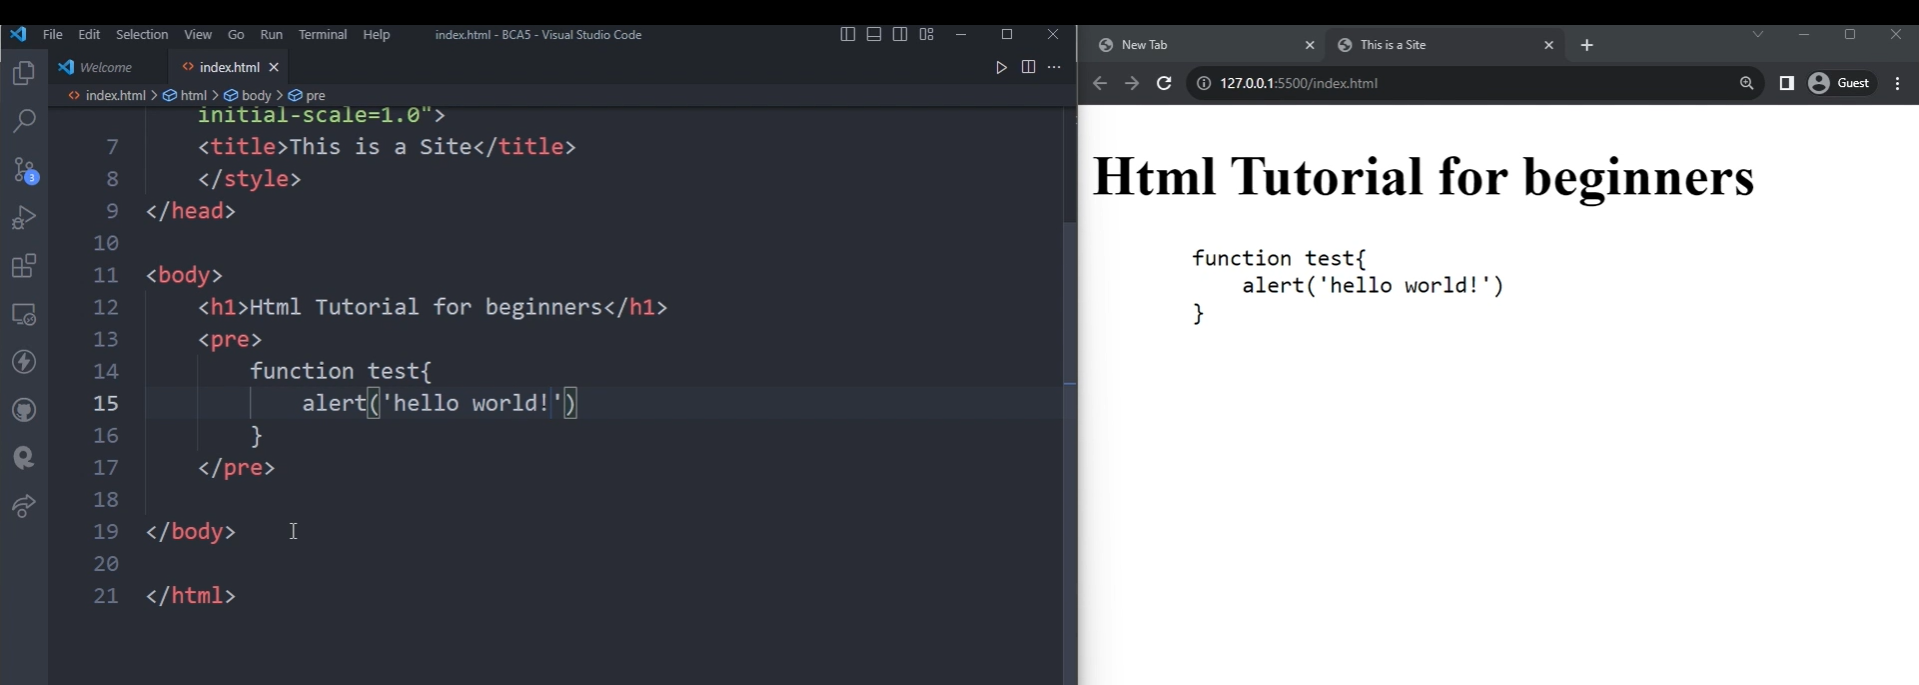 File Edit Selection View Go Run Terminal Help index.html - BCA5 - Visual Studio Code
Welcome index.html
index.html > html > body > pre
initial-scale=1.0">
7 <title>This is a Site</title>
8 </style>
9 </head>
10
11 <body>
12 <h1>Html Tutorial for beginners</h1>
13 <pre>
14 function test{
15 alert('hello world!')
16 }
17 </pre>
18
19 </body>
20
21 </html>
3
New Tab This is a Site
127.0.0.1:5500/index.html Guest
Html Tutorial for beginners
function test{
alert('hello world!')
}